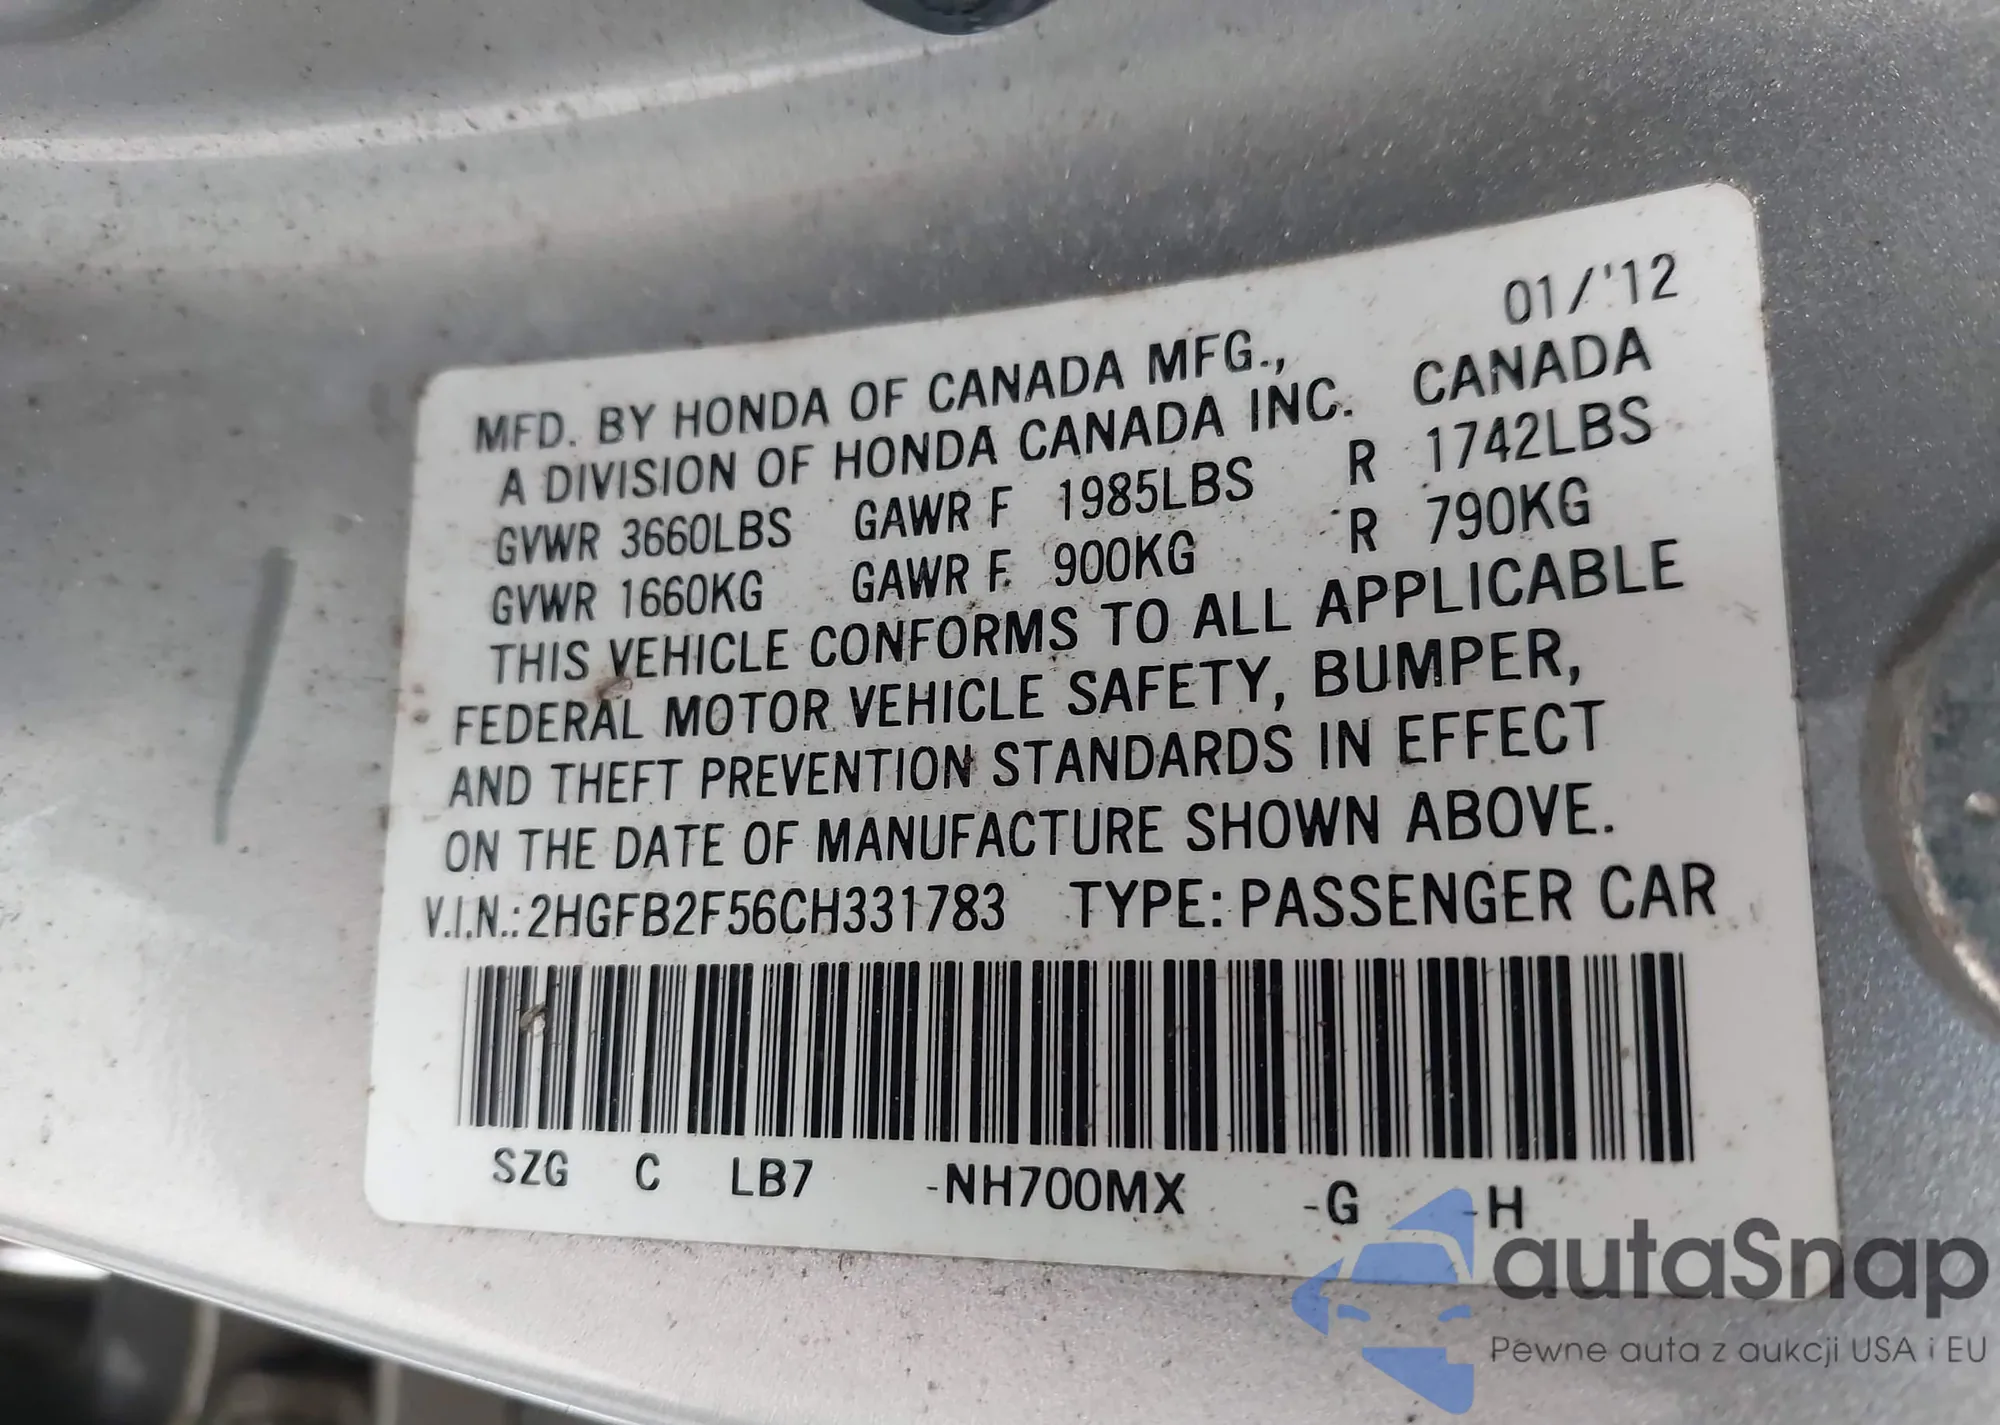 01/'12
MFD. BY HONDA OF CANADA MFG.,
A DIVISION OF HONDA CANADA INC. CANADA
GVWR 3660LBS GAWR F 1985LBS R 1742LBS
GVWR 1660KG GAWR F 900KG R 790KG
THIS VEHICLE CONFORMS TO ALL APPLICABLE
FEDERAL MOTOR VEHICLE SAFETY, BUMPER,
AND THEFT PREVENTION STANDARDS IN EFFECT
ON THE DATE OF MANUFACTURE SHOWN ABOVE.
V.I.N.: 2HGFB2F56CH331783 TYPE: PASSENGER CAR
SZG C LB7 -NH700MX -G -H
autaSnap
Pewne auta z aukcji USA i EU